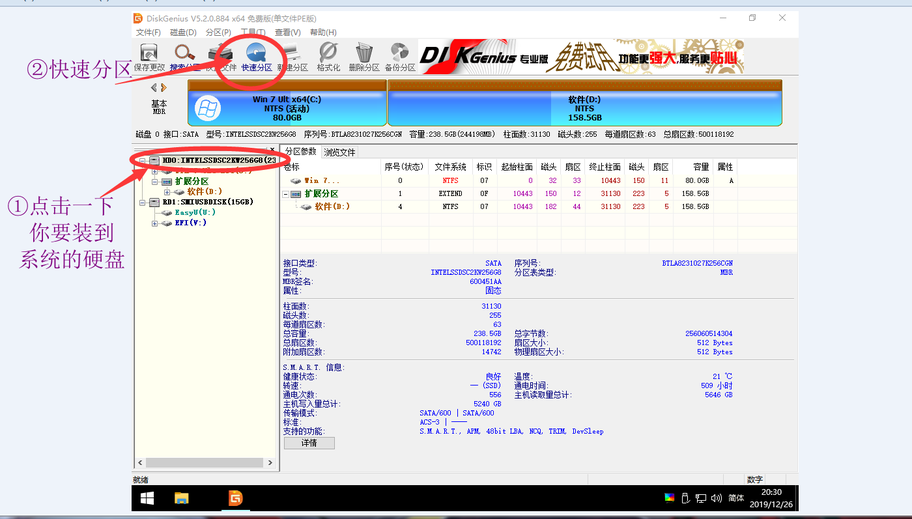 DiskGenius V5.2.0.884 x64 免费版(单文件PE版)
文件(F) 磁盘(D) 分区(P) 工具(T) 查看(V) 帮助(H)
保存更改 快速分区 格式化 删除分区 备份分区
DISKGenius 专业版 免费试用 功能更强大,服务更贴心
②快速分区
基本
MBR
Win 7 Ult x64(C:)
NTFS (活动)
80.0GB
软件(D:)
NTFS
158.5GB
磁盘 0 接口:SATA 型号:INTELSSDSC2KW256G8 序列号:BTLA8231027K256CGN 容量:238.5GB(244198MB) 柱面数:31130 磁头数:255 每道扇区数:63 总扇区数:500118192
HD0:INTELSSDSC2KW256G8(23
扩展分区
软件(D:)
RD1:SMIUSBDISK(15GB)
EasyU(U:)
EFI(V:)
①点击一下
你要装到
系统的硬盘
分区参数 浏览文件
卷标 序号(状态) 文件系统 标识 起始柱面 磁头 扇区 终止柱面 磁头 扇区 容量 属性
Win 7... 0 NTFS 07 0 32 33 10443 150 11 80.0GB A
扩展分区 1 EXTEND 0F 10443 150 12 31130 223 5 158.5GB
软件(D:) 4 NTFS 07 10443 182 44 31130 223 5 158.5GB
接口类型: SATA 序列号: BTLA8231027K256CGN
型号: INTELSSDSC2KW256G8 分区表类型: MBR
MBR签名: 600451AA
属性: 固态
柱面数: 31130
磁头数: 255
每道扇区数: 63
总容量: 238.5GB 总字节数: 256060514304
总扇区数: 500118192 扇区大小: 512 Bytes
附加扇区数: 14742 物理扇区大小: 512 Bytes
S.M.A.R.T. 信息:
健康状态: 良好 温度: 21 ℃
转速: — (SSD) 通电时间: 509 小时
通电次数: 556 主机读取量总计: 5646 GB
主机写入量总计: 5240 GB
传输模式: SATA/600 | SATA/600
标准: ACS-3 | ——
支持的功能: S.M.A.R.T., APM, 48bit LBA, NCQ, TRIM, DevSleep
详情
就绪 数字
简体
20:30
2019/12/26